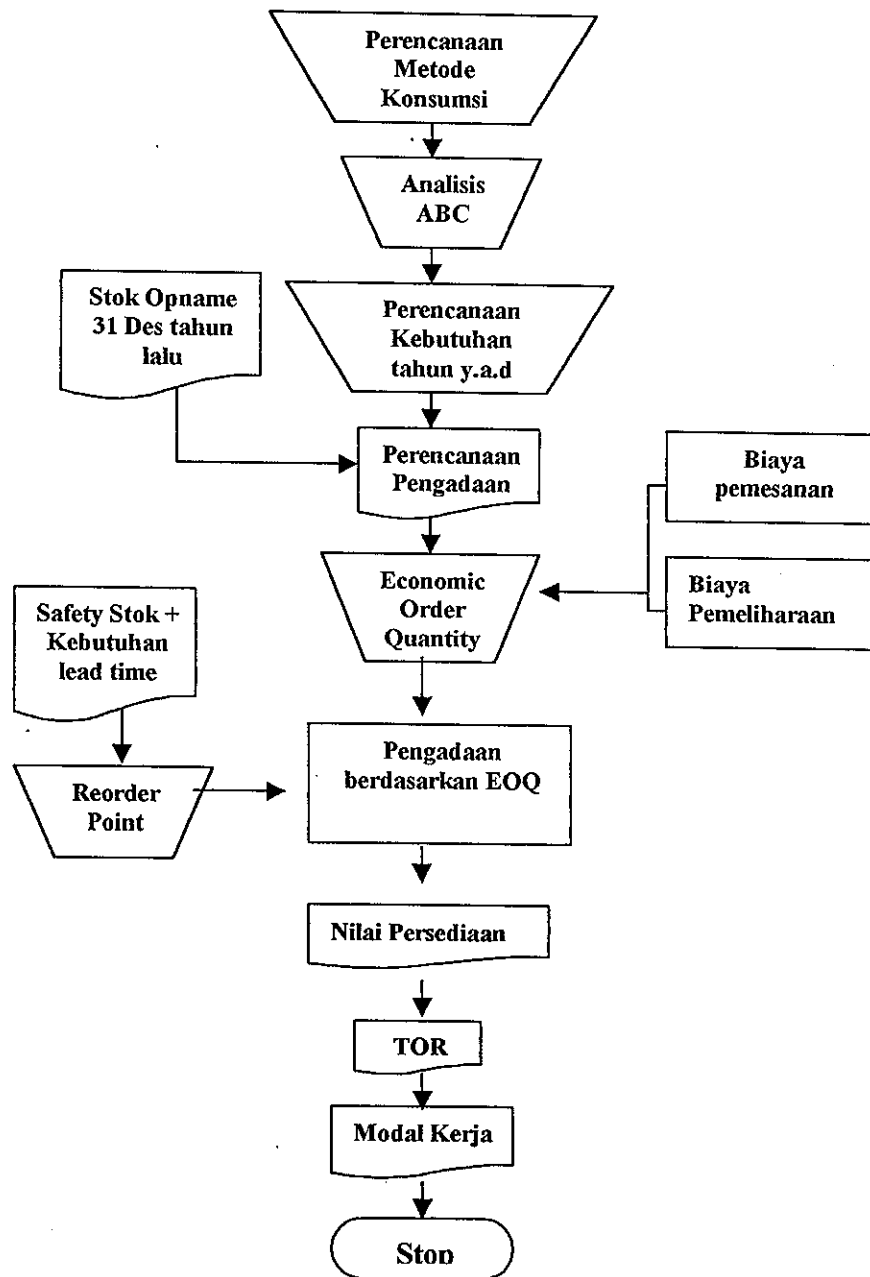 Perencanaan
Metode
Konsumsi
Analisis
ABC
Stok Opname
31 Des tahun
lalu
Perencanaan
Kebutuhan
tahun y.a.d
Perencanaan
Pengadaan
Biaya
pemesanan
Economic
Order
Quantity
Biaya
Pemeliharaan
Safety Stok +
Kebutuhan
lead time
Pengadaan
berdasarkan EOQ
Reorder
Point
Nilai Persediaan
TOR
Modal Kerja
Stop